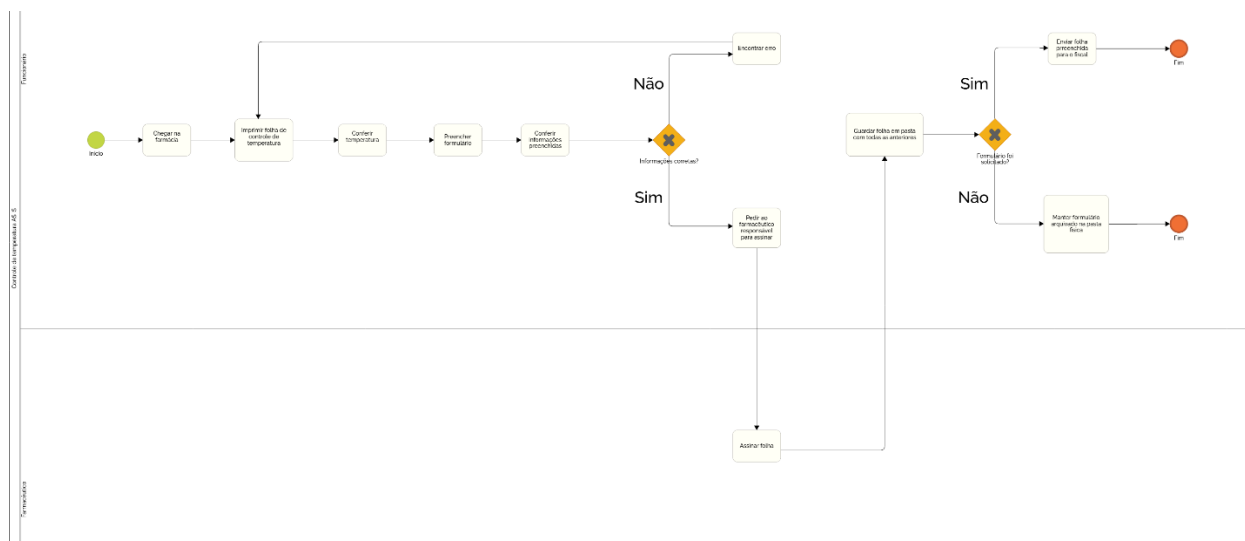 Controle de temperatura AS IS
Funcionário
Início
Chegar na
farmácia
Imprimir folha de
controle de
temperatura
Conferir
temperatura
Preencher
formulário
Conferir
informações
preenchidas
Informações corretas?
Não
Encontrar erro
Sim
Pedir ao
farmacêutico
responsável
para assinar
Guardar folha em pasta
com todas as anteriores
Formulário foi
solicitado?
Sim
Enviar folha
preenchida
para o fiscal
Fim
Não
Manter formulário
arquivado na pasta
física
Fim
Farmacêutico
Assinar folha